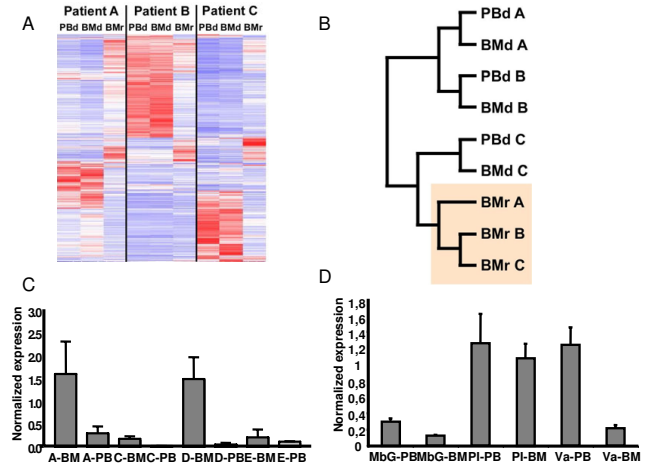 A
Patient A Patient B Patient C
PBd BMd BMr PBd BMd BMr PBd BMd BMr
B
PBd A
BMd A
PBd B
BMd B
PBd C
BMd C
BMr A
BMr B
BMr C
C
Normalized expression
3.0
2.5
2.0
1.5
1.0
0.5
0.0
A-BM A-PB C-BM C-PB D-BM D-PB E-BM E-PB
D
Normalized expression
1,8
1,6
1,4
1,2
1
0,8
0,6
0,4
0,2
0
MbG-PB MbG-BM PI-PB PI-BM Va-PB Va-BM